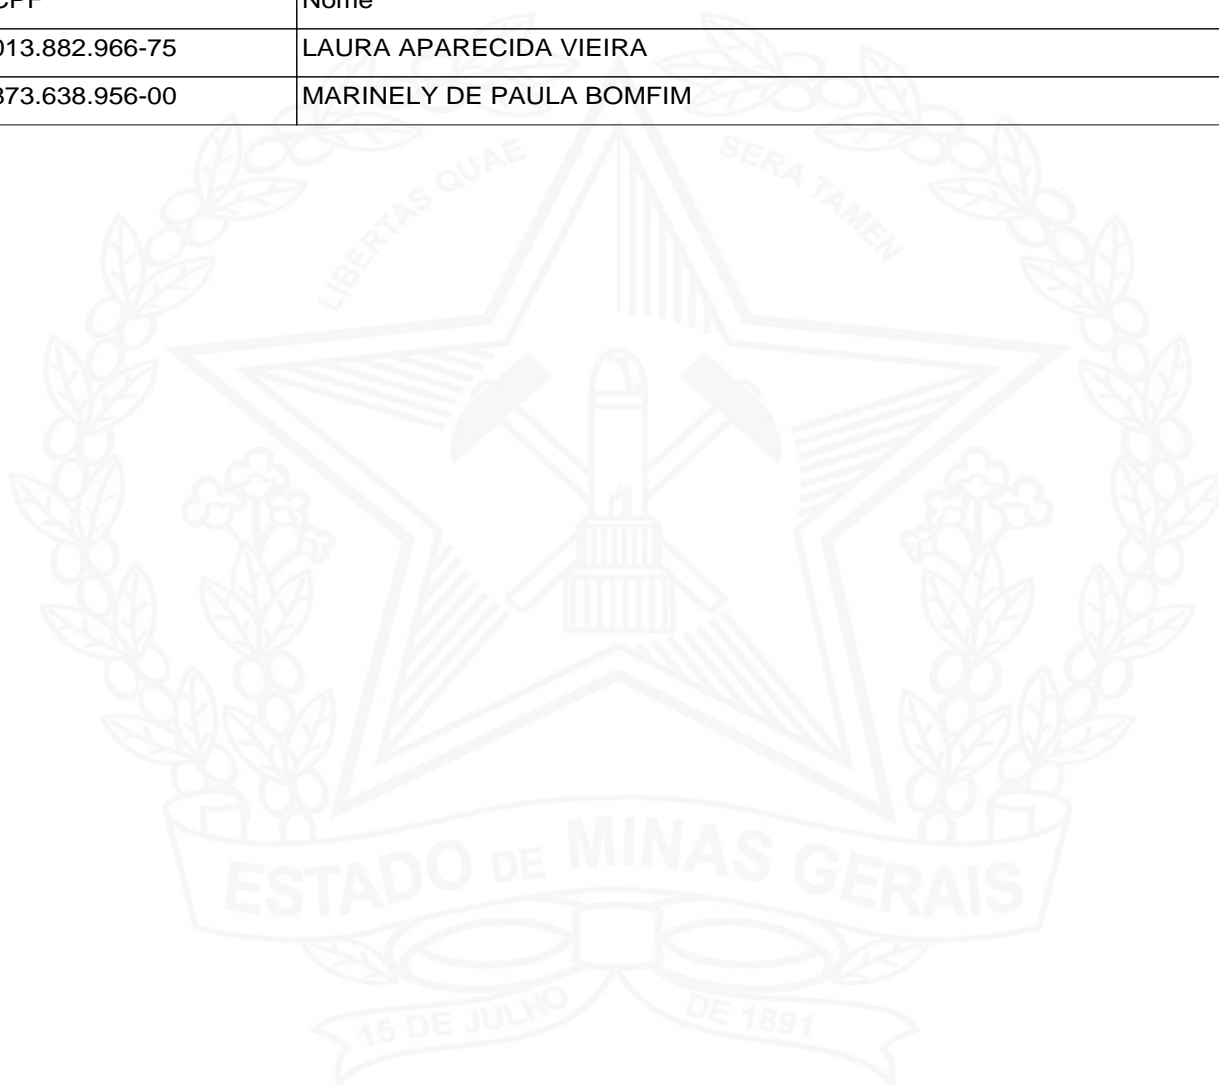 CPF Nome
013.882.966-75 LAURA APARECIDA VIEIRA
873.638.956-00 MARINELY DE PAULA BOMFIM
LIBERTAS QUAE SERA TAMEN
ESTADO DE MINAS GERAIS
15 DE JULHO DE 1891